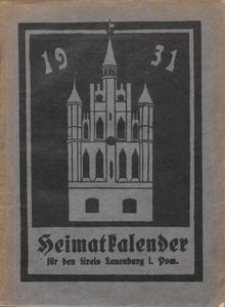 1931
Heimatkalender
für den Kreis Lauenburg i. Pom.